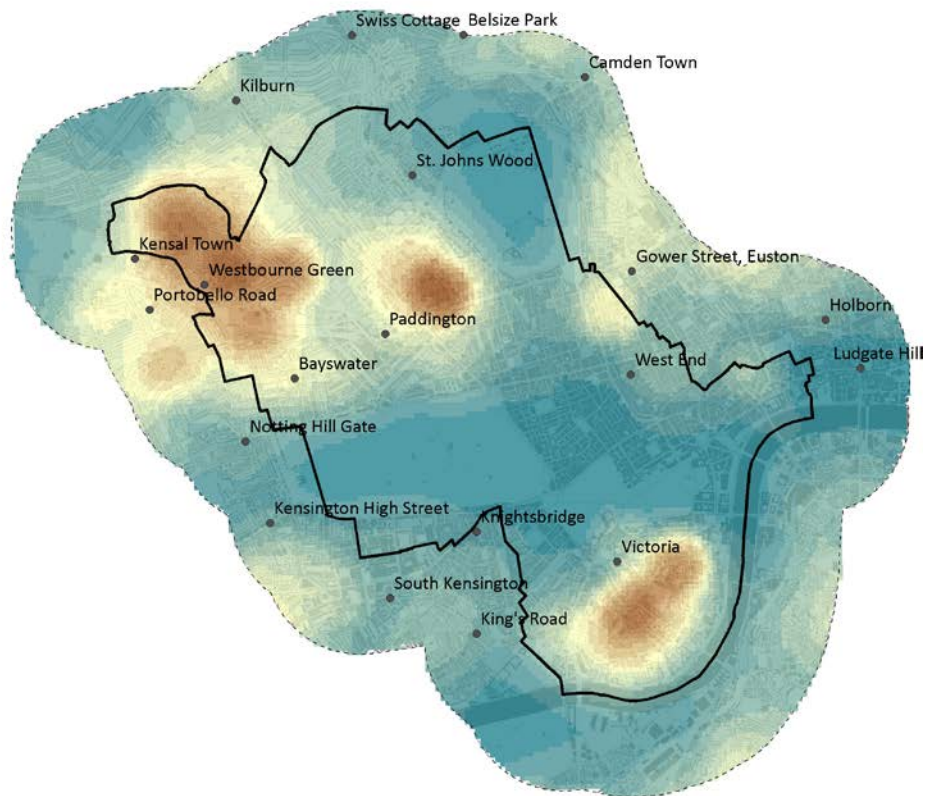 Swiss Cottage
Belsize Park
Camden Town
Kilburn
St. Johns Wood
Kensal Town
Westbourne Green
Gower Street, Euston
Portobello Road
Paddington
Holborn
Ludgate Hill
West End
Bayswater
Notting Hill Gate
Kensington High Street
Knightsbridge
Victoria
South Kensington
King's Road